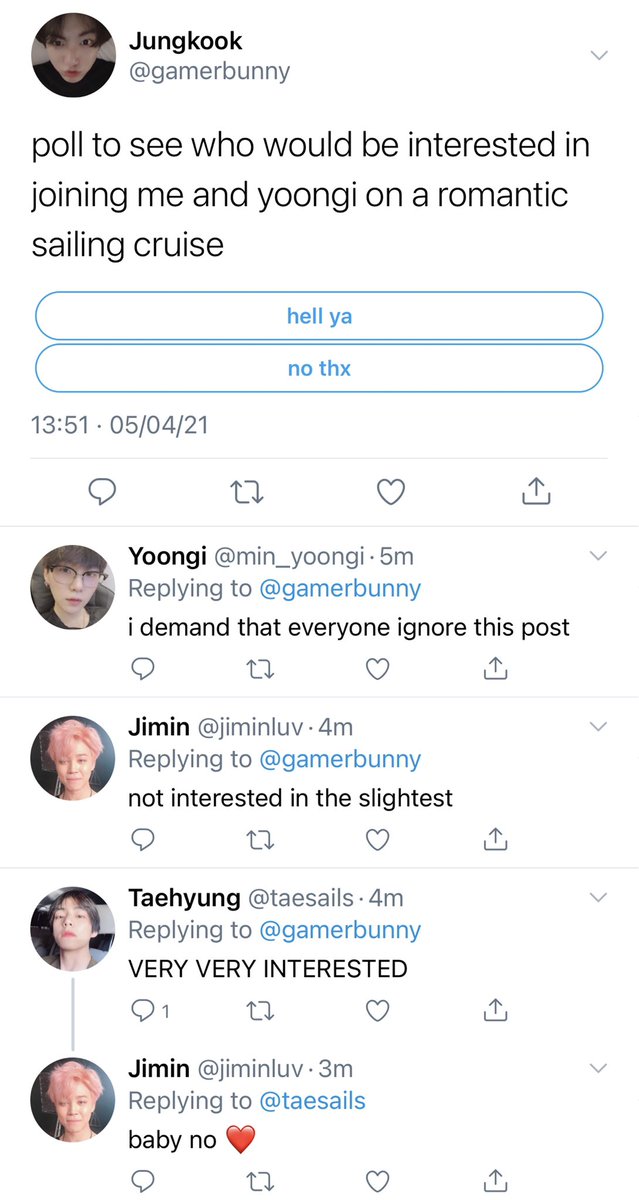 Jungkook
@gamerbunny
poll to see who would be interested in
joining me and yoongi on a romantic
sailing cruise
hell ya
no thx
13:51 · 05/04/21
Yoongi @min_yoongi · 5m
Replying to @gamerbunny
i demand that everyone ignore this post
Jimin @jiminluv · 4m
Replying to @gamerbunny
not interested in the slightest
Taehyung @taesails · 4m
Replying to @gamerbunny
VERY VERY INTERESTED
1
Jimin @jiminluv · 3m
Replying to @taesails
baby no ❤️